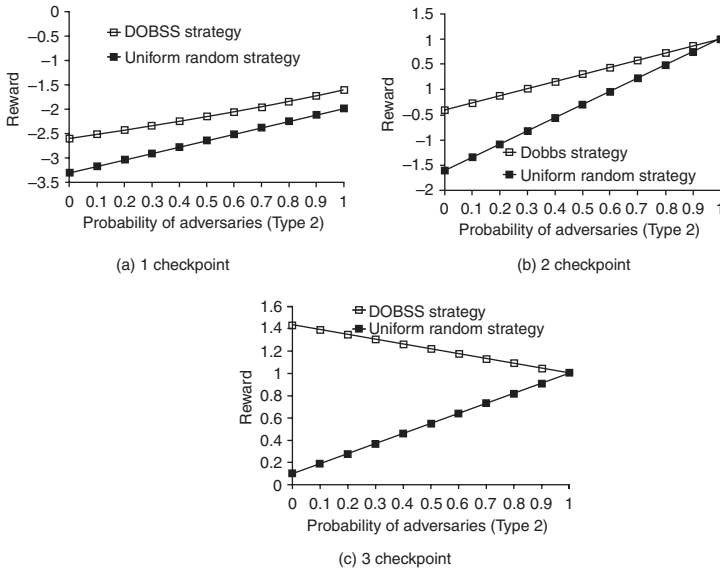 0
−0.5
−1
−1.5
−2
−2.5
−3
−3.5
Reward
DOBSS strategy
Uniform random strategy
0 0.1 0.2 0.3 0.4 0.5 0.6 0.7 0.8 0.9 1
Probability of adversaries (Type 2)
(a) 1 checkpoint
1.5
1
0.5
1
−0.5
−1
−1.5
−2
Reward
Dobbs strategy
Uniform random strategy
0 0.1 0.2 0.3 0.4 0.5 0.6 0.7 0.8 0.9 1
Probability of adversaries (Type 2)
(b) 2 checkpoint
1.6
1.4
1.2
1
0.8
0.6
0.4
0.2
0
Reward
DOBSS strategy
Uniform random strategy
0 0.1 0.2 0.3 0.4 0.5 0.6 0.7 0.8 0.9 1
Probability of adversaries (Type 2)
(c) 3 checkpoint